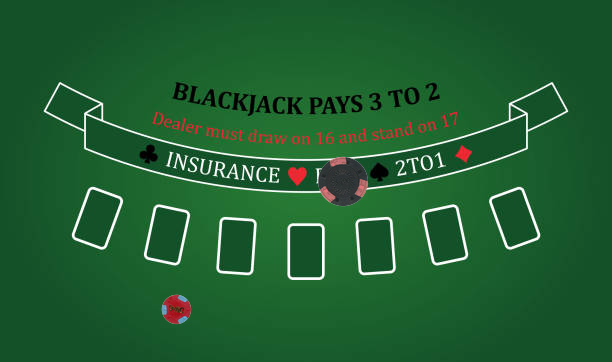 BLACKJACK PAYS 3 TO 2
Dealer must draw on 16 and stand on 17
INSURANCE 2TO1